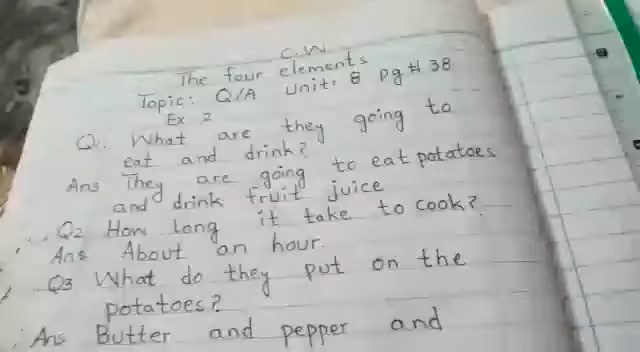 C.W
The four elements
Topic: Q/A Unit: 8 pg # 38
Ex 2
Q1. What are they going to
eat and drink?
Ans They are going to eat potatoes
and drink fruit juice
Q2 How long it take to cook?
Ans About an hour.
Q3 What do they put on the
potatoes?
Ans Butter and pepper and